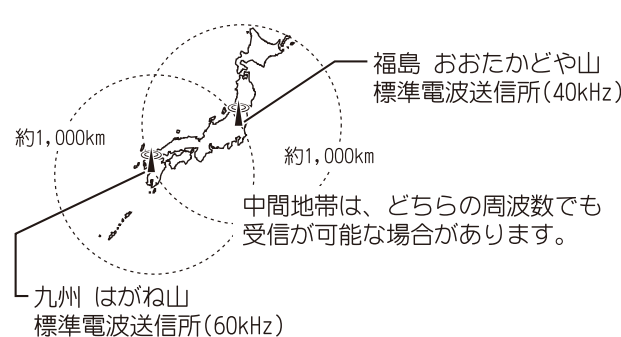 福島 おおたかどや山
標準電波送信所(40kHz)
約1,000km
約1,000km
中間地帯は、どちらの周波数でも
受信が可能な場合があります。
九州 はがね山
標準電波送信所(60kHz)